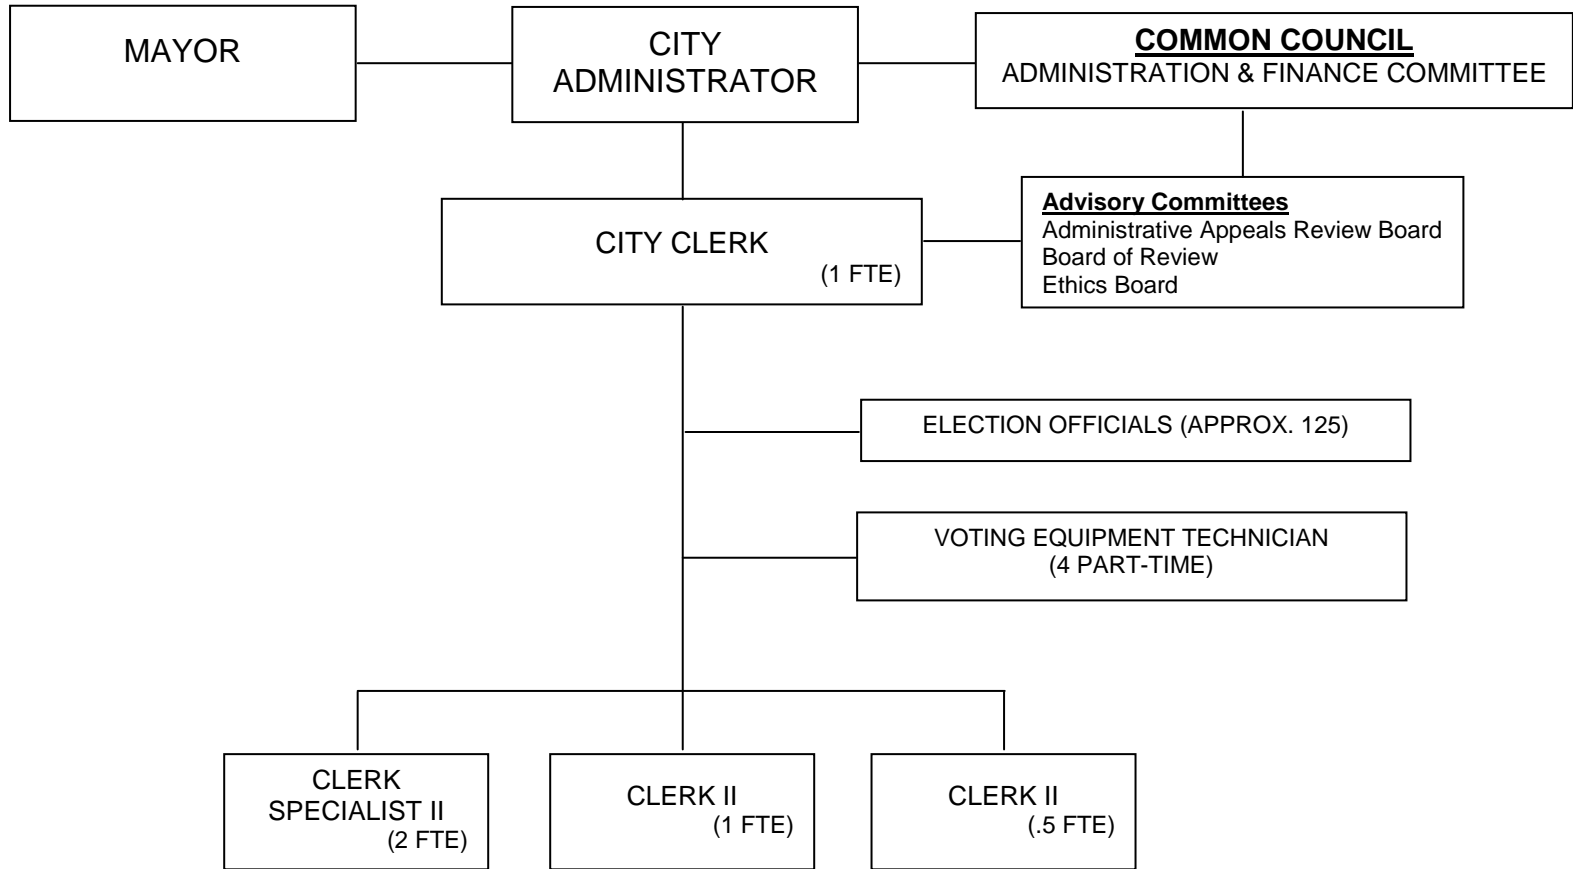 MAYOR
CITY
ADMINISTRATOR
COMMON COUNCIL
ADMINISTRATION & FINANCE COMMITTEE
CITY CLERK
(1 FTE)
Advisory Committees
Administrative Appeals Review Board
Board of Review
Ethics Board
ELECTION OFFICIALS (APPROX. 125)
VOTING EQUIPMENT TECHNICIAN
(4 PART-TIME)
CLERK
SPECIALIST II
(2 FTE)
CLERK II
(1 FTE)
CLERK II
(.5 FTE)